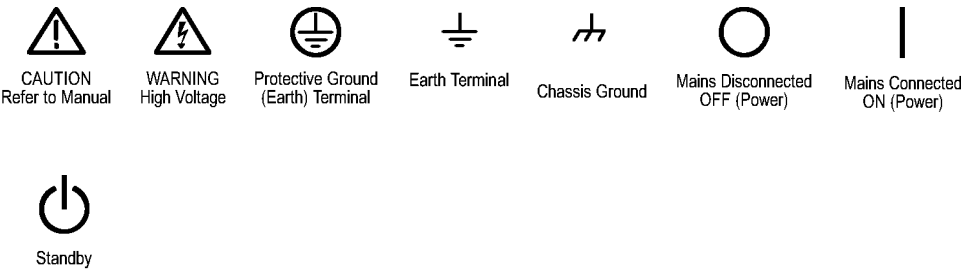 CAUTION
Refer to Manual
WARNING
High Voltage
Protective Ground
(Earth) Terminal
Earth Terminal
Chassis Ground
Mains Disconnected
OFF (Power)
Mains Connected
ON (Power)
Standby